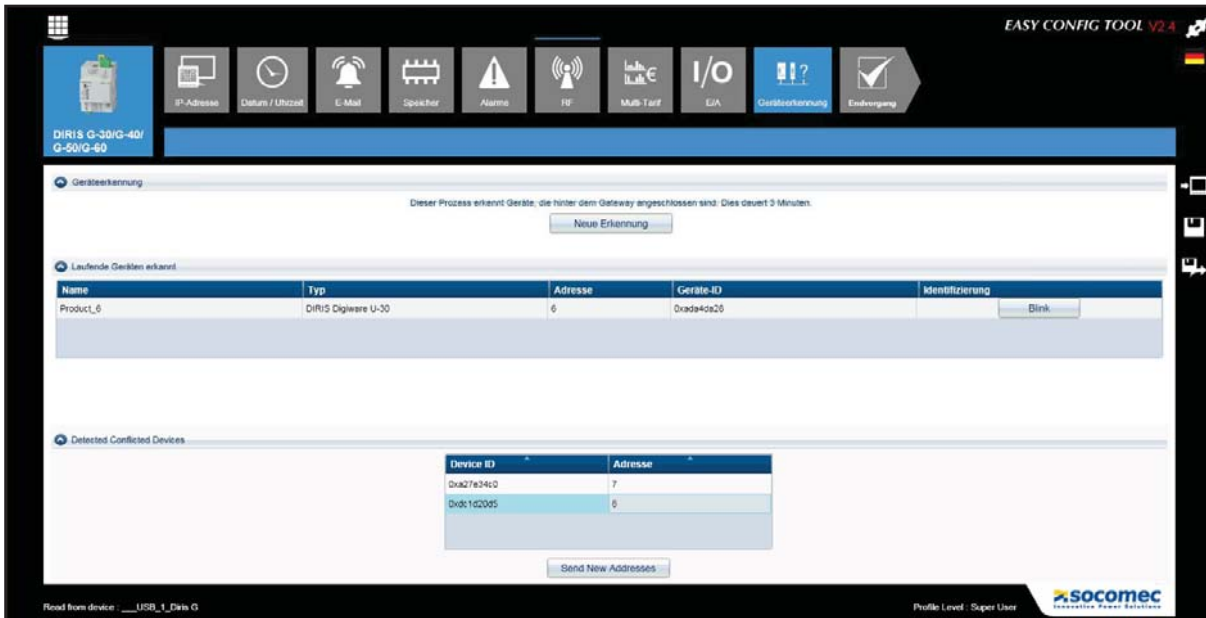 EASY CONFIG TOOL V2.4
IP-Adresse
Datum / Uhrzeit
E-Mail
Speicher
Alarme
RF
Multi-Tarif
I/O
E/A
Geräteerkennung
Endvorgang
DIRIS G-30/G-40/
G-50/G-60
Geräteerkennung
Dieser Prozess erkennt Geräte, die hinter dem Gateway angeschlossen sind. Dies dauert 3 Minuten.
Neue Erkennung
Laufende Geräten erkannt
Name Typ Adresse Geräte-ID Identifizierung
Product_6 DIRIS Digiware U-30 6 0xada4da26 Blink
Detected Conflicted Devices
Device ID Adresse
0xa27e34c0 7
0xdc1d20d5 6
Send New Addresses
Read from device : ___USB_1_Diris G
Profile Level : Super User
socomec
Innovative Power Solutions